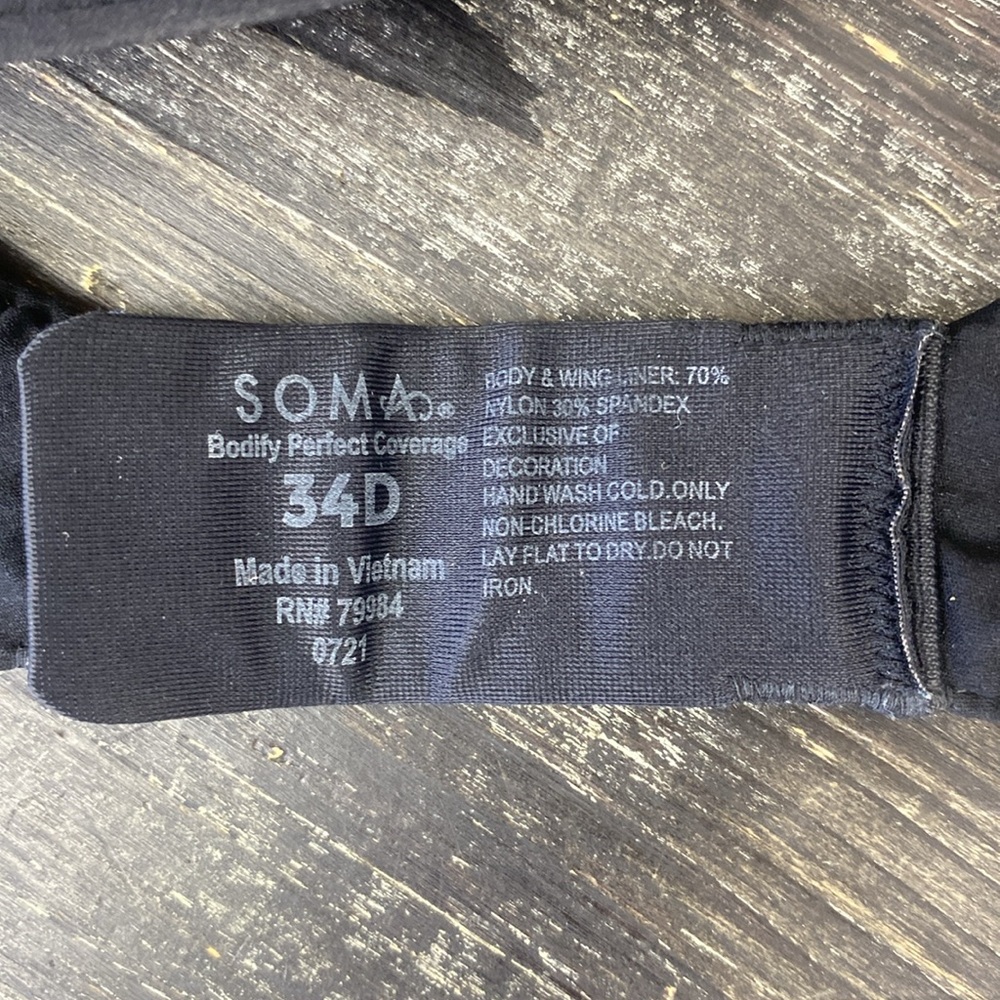 SOMA®
Bodify Perfect Coverage
34D
Made in Vietnam
RN# 79984
0721
BODY & WING LINER: 70%
NYLON 30% SPANDEX
EXCLUSIVE OF
DECORATION
HAND WASH COLD.ONLY
NON-CHLORINE BLEACH.
LAY FLAT TO DRY.DO NOT
IRON.